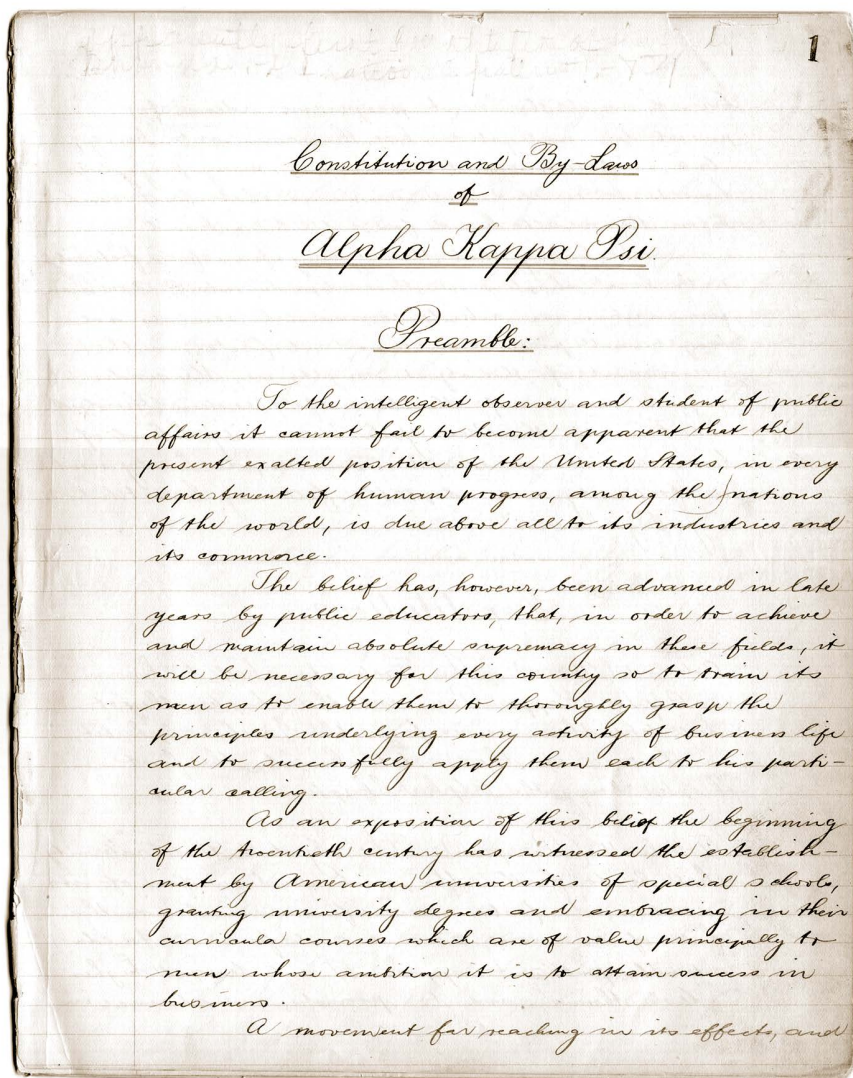 1
Constitution and By-Laws
of
Alpha Kappa Psi.
Preamble:
To the intelligent observer and student of public
affairs it cannot fail to become apparent that the
present exalted position of the United States, in every
department of human progress, among the nations
of the world, is due above all to its industries and
its commerce.
The belief has, however, been advanced in late
years by public educators, that, in order to achieve
and maintain absolute supremacy in these fields, it
will be necessary for this country so to train its
men as to enable them to thoroughly grasp the
principles underlying every activity of business life
and to successfully apply them each to his parti-
cular calling.
As an exposition of this belief the beginning
of the twentieth century has witnessed the establish-
ment by American universities of special schools,
granting university degrees and embracing in their
curricula courses which are of value principally to
men whose ambition it is to attain success in
business.
A movement far reaching in its effects, and